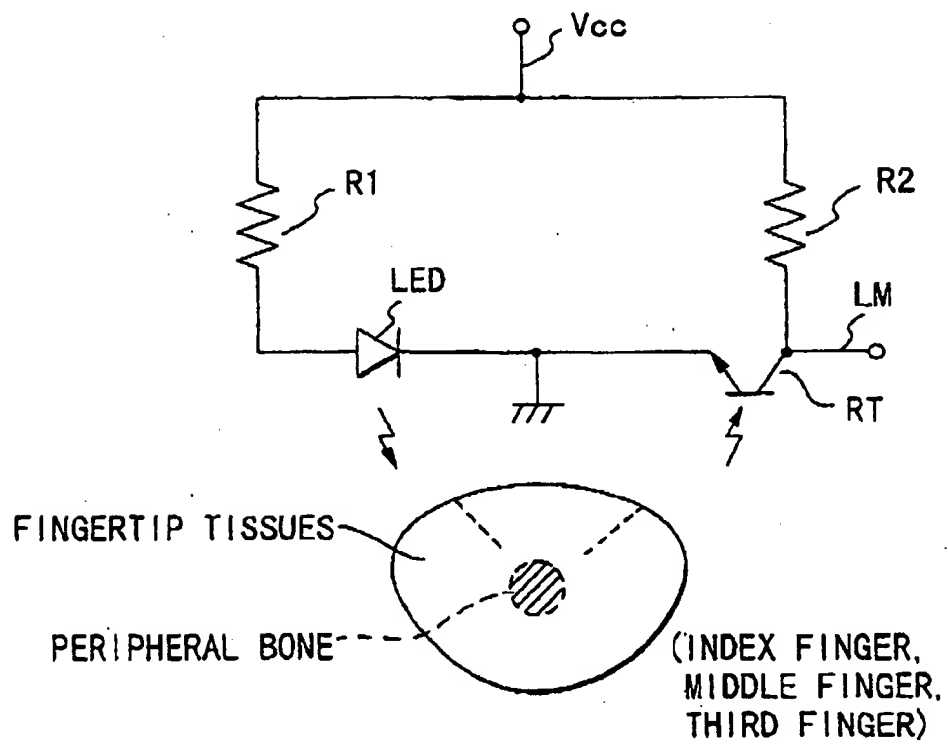 Vcc
R1
R2
LED
LM
RT
FINGERTIP TISSUES
PERIPHERAL BONE
(INDEX FINGER,
MIDDLE FINGER,
THIRD FINGER)